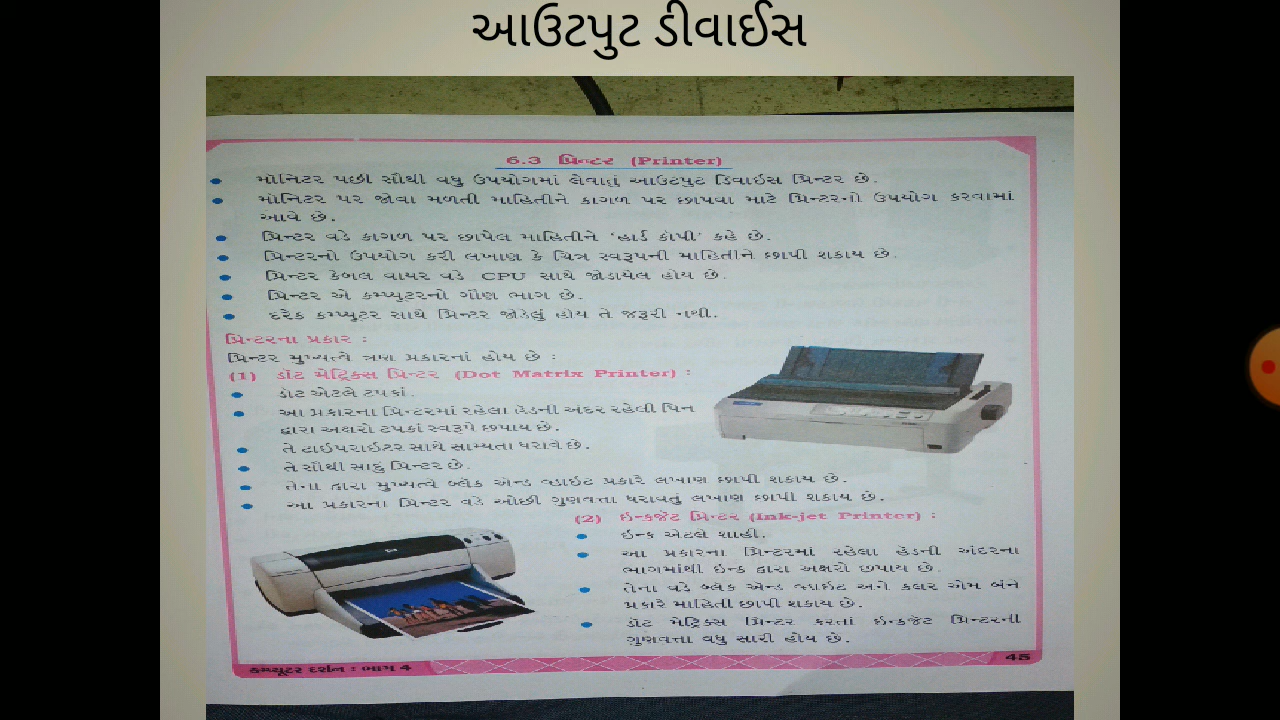 આઉટપુટ ડીવાઈસ
6.3 પ્રિન્ટર (Printer)
મોનિટર પછી સૌથી વધુ ઉપયોગમાં લેવાતું આઉટપુટ ડિવાઇસ પ્રિન્ટર છે.
મોનિટર પર જોવા મળતી માહિતીને કાગળ પર છાપવા માટે પ્રિન્ટરનો ઉપયોગ કરવામાં
આવે છે.
પ્રિન્ટર વડે કાગળ પર છાપેલ માહિતીને ‘હાર્ડ કોપી’ કહે છે.
પ્રિન્ટરનો ઉપયોગ કરી લખાણ કે ચિત્ર સ્વરૂપની માહિતીને છાપી શકાય છે.
પ્રિન્ટર કેબલ વાયર વડે CPU સાથે જોડાયેલ હોય છે.
પ્રિન્ટર એ કમ્પ્યુટરનો ગૌણ ભાગ છે.
દરેક કમ્પ્યુટર સાથે પ્રિન્ટર જોડેલું હોય તે જરૂરી નથી.
પ્રિન્ટરના પ્રકાર :
પ્રિન્ટર મુખ્યત્વે ત્રણ પ્રકારનાં હોય છે :
(1) ડોટ મેટ્રિક્સ પ્રિન્ટર (Dot Matrix Printer) :
ડોટ એટલે ટપકાં.
આ પ્રકારના પ્રિન્ટરમાં રહેલા હેડની અંદર રહેલી પિન
દ્વારા અક્ષરો ટપકાં સ્વરૂપે છપાય છે.
તે ટાઈપરાઈટર સાથે સામ્યતા ધરાવે છે.
તે સૌથી સાદું પ્રિન્ટર છે.
તેના દ્વારા મુખ્યત્વે બ્લેક એન્ડ વ્હાઈટ પ્રકારે લખાણ છાપી શકાય છે.
આ પ્રકારના પ્રિન્ટર વડે ઓછી ગુણવત્તા ધરાવતું લખાણ છાપી શકાય છે.
(2) ઇન્કજેટ પ્રિન્ટર (Ink-jet Printer) :
ઇન્ક એટલે શાહી.
આ પ્રકારના પ્રિન્ટરમાં રહેલા હેડની અંદરના
ભાગમાંથી ઇન્ક દ્વારા અક્ષરો છપાય છે.
તેના વડે બ્લેક એન્ડ વ્હાઈટ અને કલર એમ બંને
પ્રકારે માહિતી છાપી શકાય છે.
ડોટ મેટ્રિક્સ પ્રિન્ટર કરતાં ઇન્કજેટ પ્રિન્ટરની
ગુણવત્તા વધુ સારી હોય છે.
કમ્પ્યૂટર દર્શન : ભાગ 4
45